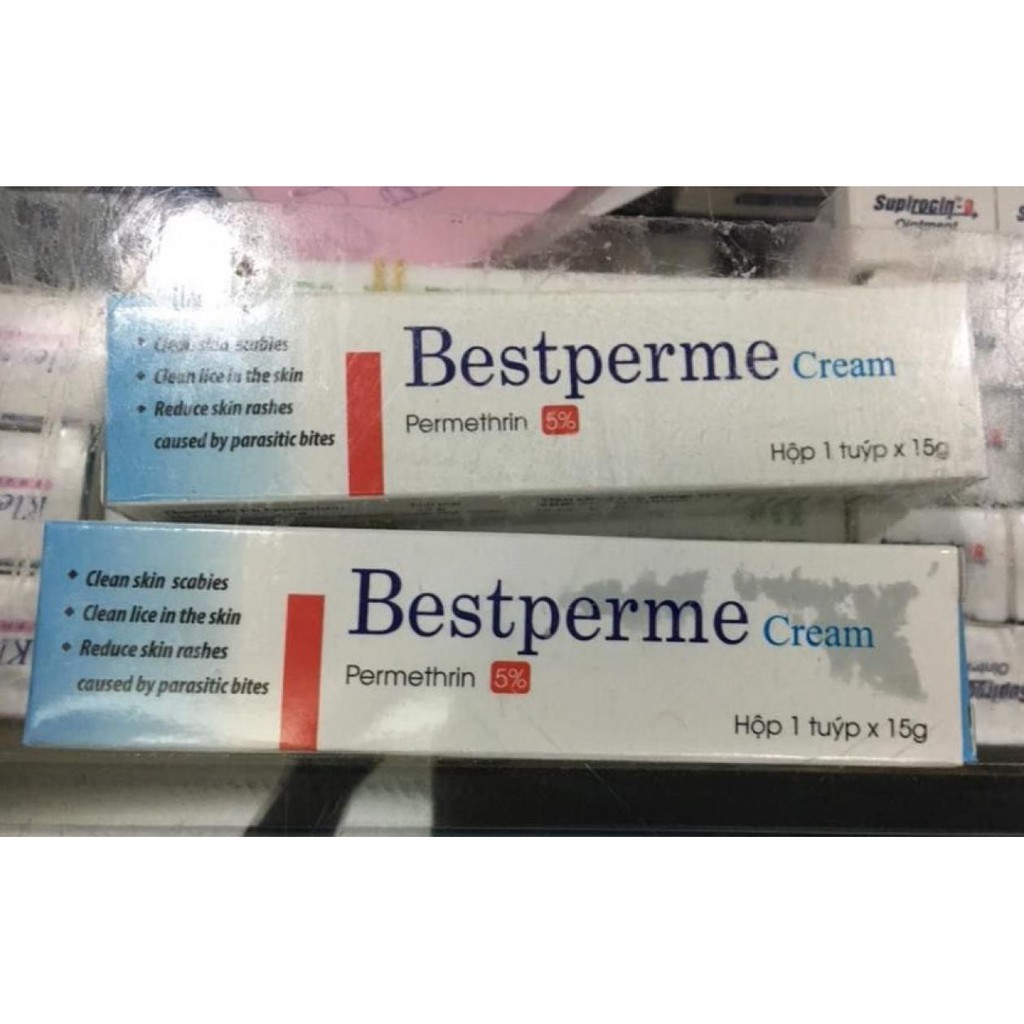 Supirocin-B
Ointment
Clean skin scabies
Clean lice in the skin
Reduce skin rashes
caused by parasitic bites
Bestperme Cream
Permethrin 5%
Hộp 1 tuýp x 15g
Clean skin scabies
Clean lice in the skin
Reduce skin rashes
caused by parasitic bites
Bestperme Cream
Permethrin 5%
Hộp 1 tuýp x 15g